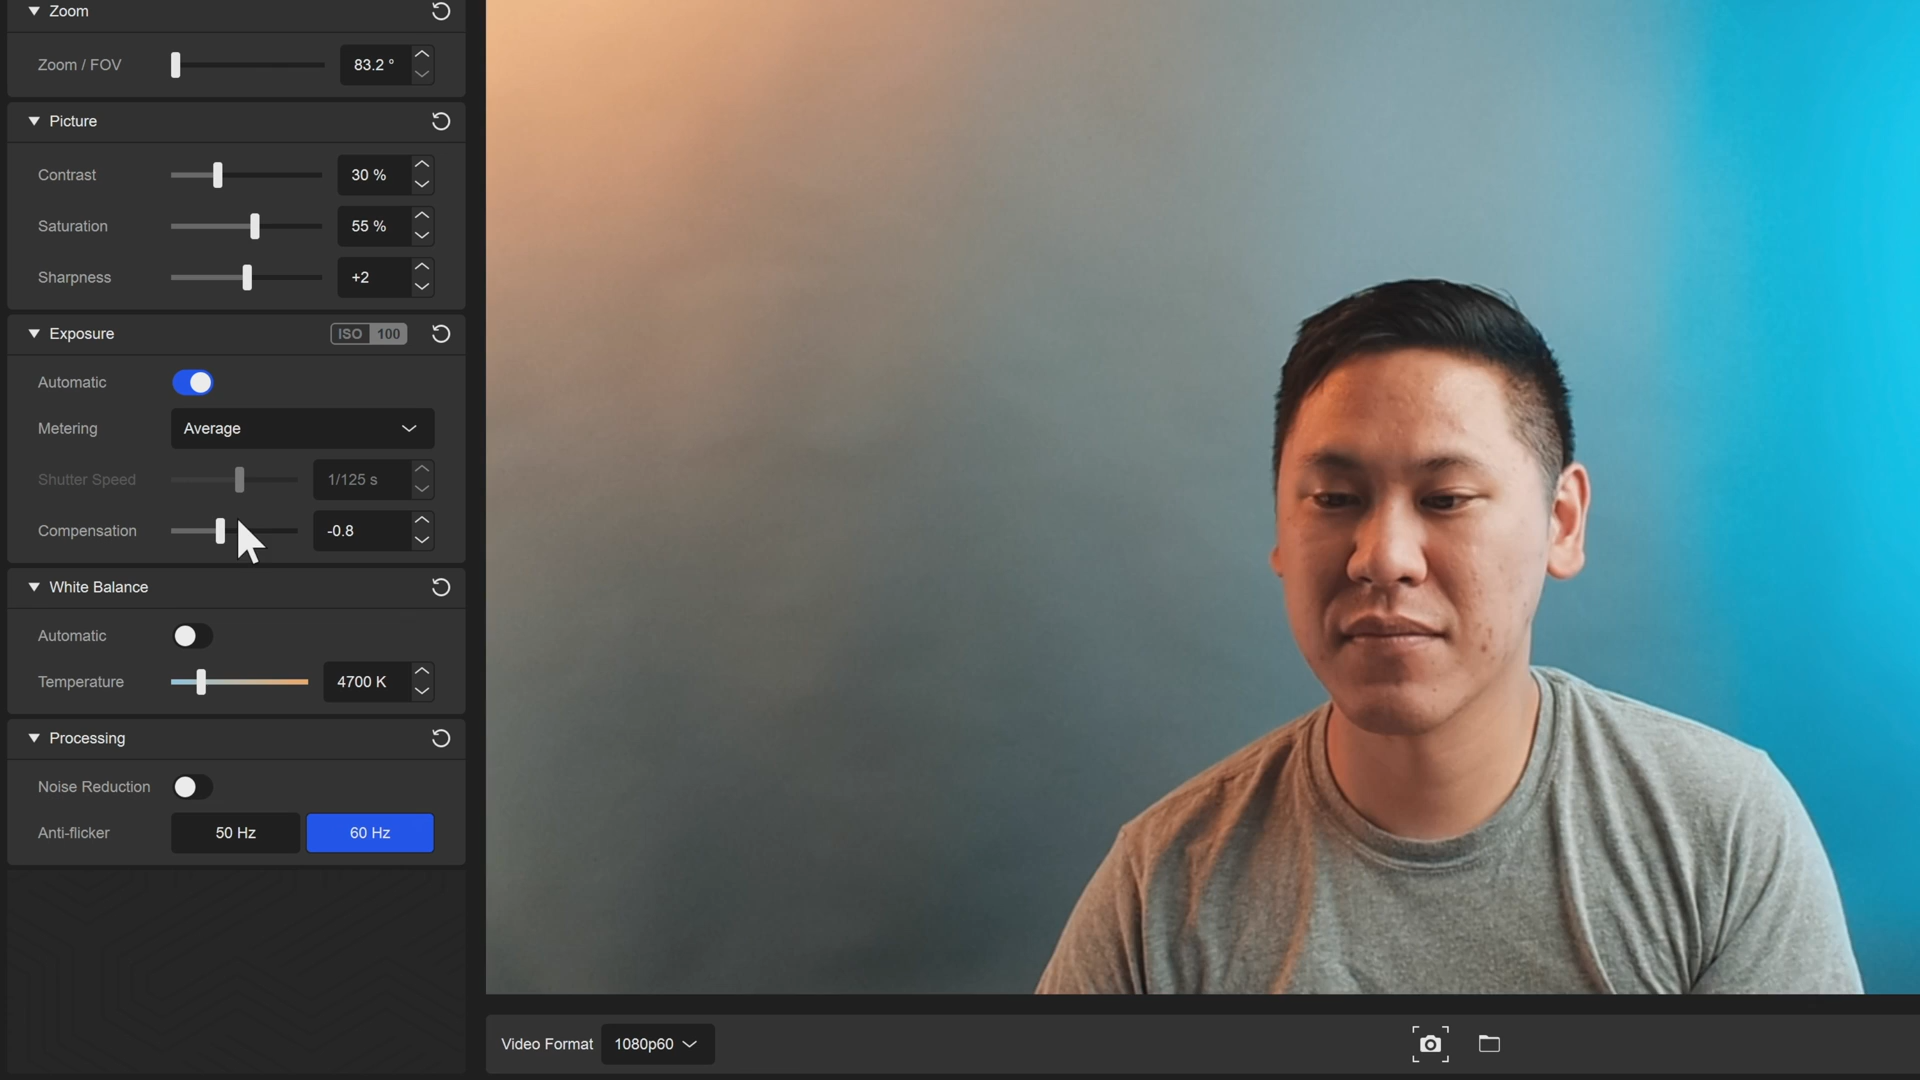 Zoom
Zoom / FOV 83.2 °
Picture
Contrast 30 %
Saturation 55 %
Sharpness +2
Exposure ISO 100
Automatic
Metering Average
Shutter Speed 1/125 s
Compensation -0.8
White Balance
Automatic
Temperature 4700 K
Processing
Noise Reduction
Anti-flicker 50 Hz 60 Hz
Video Format 1080p60